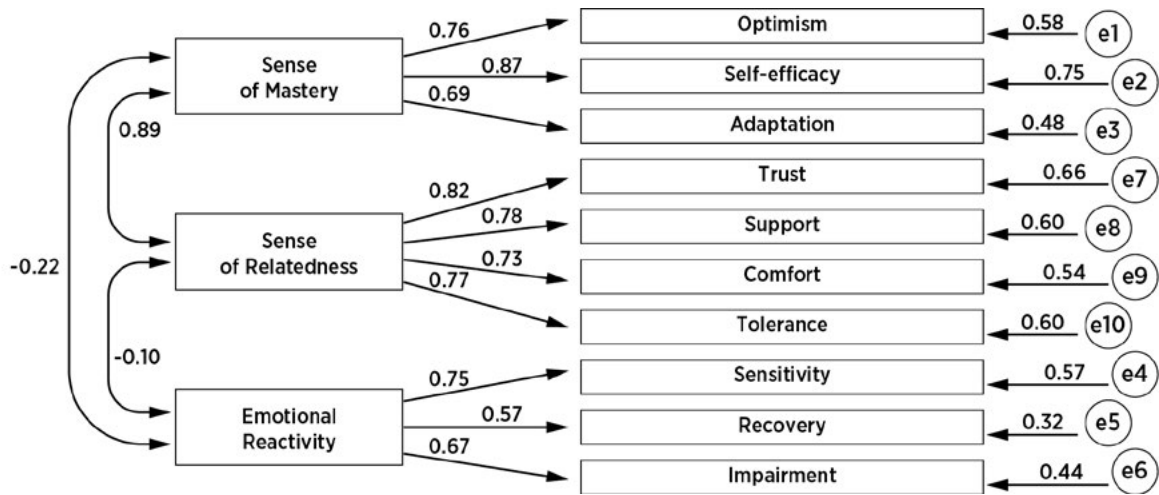 0.76
Optimism
0.58
e1
Sense
of Mastery
0.87
Self-efficacy
0.75
e2
0.69
Adaptation
0.48
e3
0.89
0.82
Trust
0.66
e7
Sense
of Relatedness
0.78
Support
0.60
e8
-0.22
0.73
Comfort
0.54
e9
0.77
Tolerance
0.60
e10
-0.10
0.75
Sensitivity
0.57
e4
Emotional
Reactivity
0.57
Recovery
0.32
e5
0.67
Impairment
0.44
e6